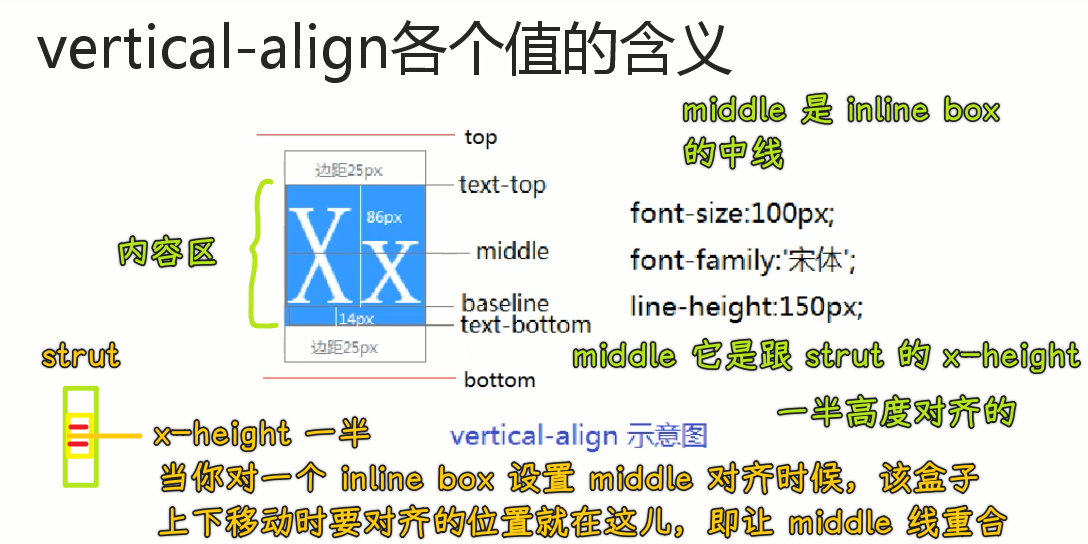 vertical-align各个值的含义
middle 是 inline box
的中线
top
边距25px
text-top
86px
Xx
内容区
middle
font-size:100px;
font-family:'宋体';
line-height:150px;
baseline
14px
text-bottom
边距25px
strut
middle 它是跟 strut 的 x-height
一半高度对齐的
bottom
x-height 一半
vertical-align 示意图
当你对一个 inline box 设置 middle 对齐时候，该盒子
上下移动时要对齐的位置就在这儿，即让 middle 线重合